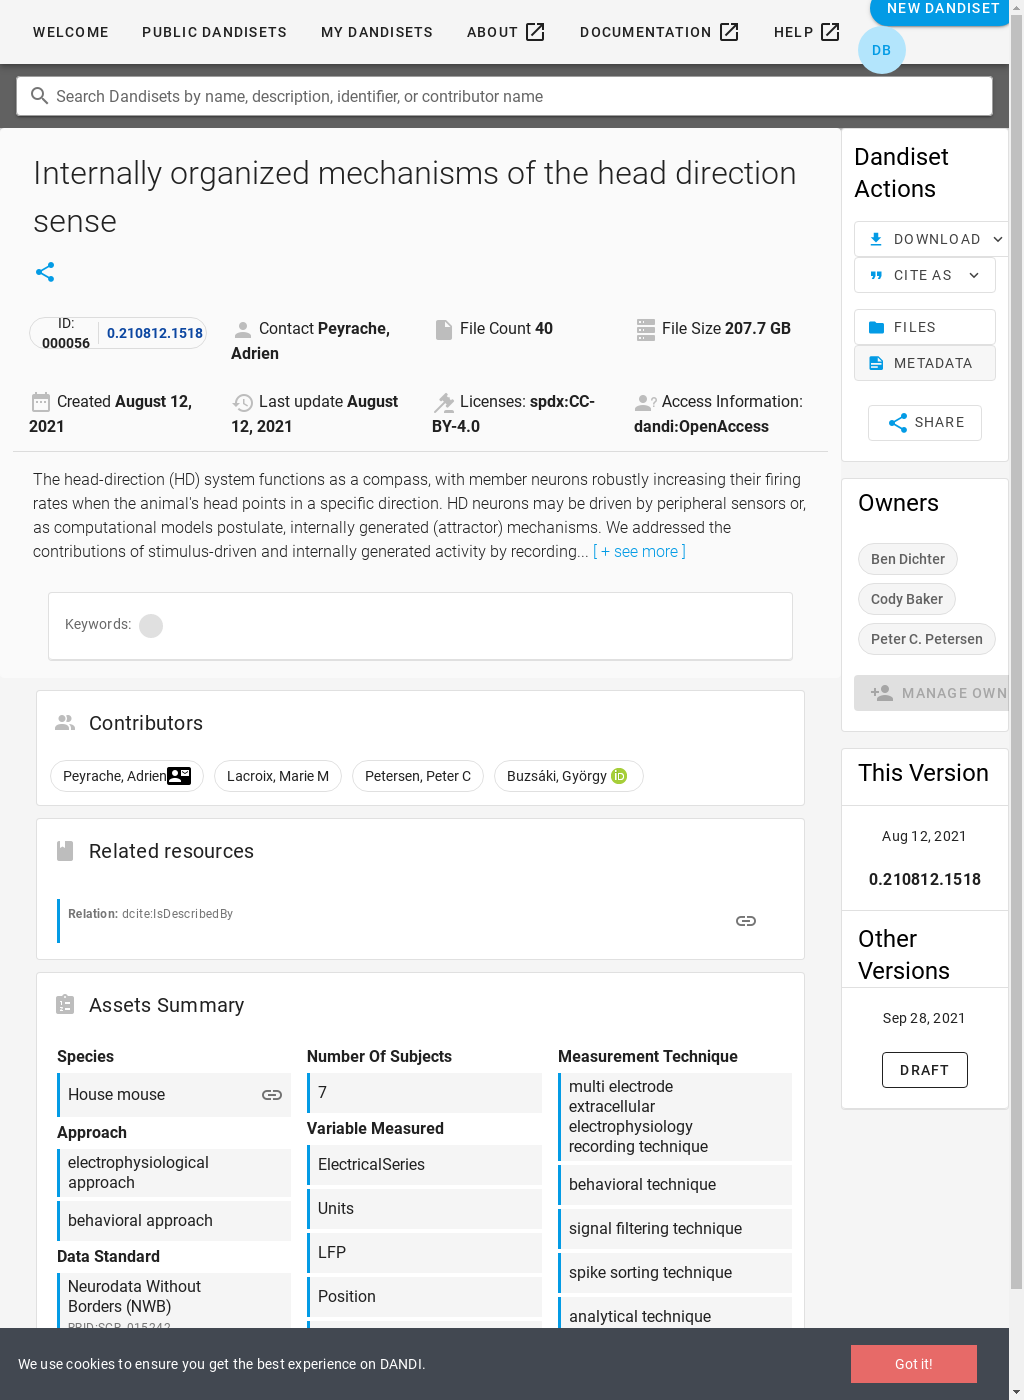 WELCOME PUBLIC DANDISETS MY DANDISETS ABOUT DOCUMENTATION HELP NEW DANDISET
DB
Search Dandisets by name, description, identifier, or contributor name
Internally organized mechanisms of the head direction
sense
ID:
000056
0.210812.1518
Contact Peyrache,
Adrien
File Count 40
File Size 207.7 GB
Created August 12,
2021
Last update August
12, 2021
Licenses: spdx:CC-
BY-4.0
Access Information:
dandi:OpenAccess
The head-direction (HD) system functions as a compass, with member neurons robustly increasing their firing
rates when the animal's head points in a specific direction. HD neurons may be driven by peripheral sensors or,
as computational models postulate, internally generated (attractor) mechanisms. We addressed the
contributions of stimulus-driven and internally generated activity by recording... [ + see more ]
Keywords:
Contributors
Peyrache, Adrien
Lacroix, Marie M
Petersen, Peter C
Buzsáki, György iD
Related resources
Relation: dcite:IsDescribedBy
Assets Summary
Species
House mouse
Approach
electrophysiological
approach
behavioral approach
Data Standard
Neurodata Without
Borders (NWB)
RRID:SCR_015242
Number Of Subjects
7
Variable Measured
ElectricalSeries
Units
LFP
Position
Measurement Technique
multi electrode
extracellular
electrophysiology
recording technique
behavioral technique
signal filtering technique
spike sorting technique
analytical technique
Dandiset
Actions
DOWNLOAD
CITE AS
FILES
METADATA
SHARE
Owners
Ben Dichter
Cody Baker
Peter C. Petersen
MANAGE OWN
This Version
Aug 12, 2021
0.210812.1518
Other
Versions
Sep 28, 2021
DRAFT
We use cookies to ensure you get the best experience on DANDI.
Got it!